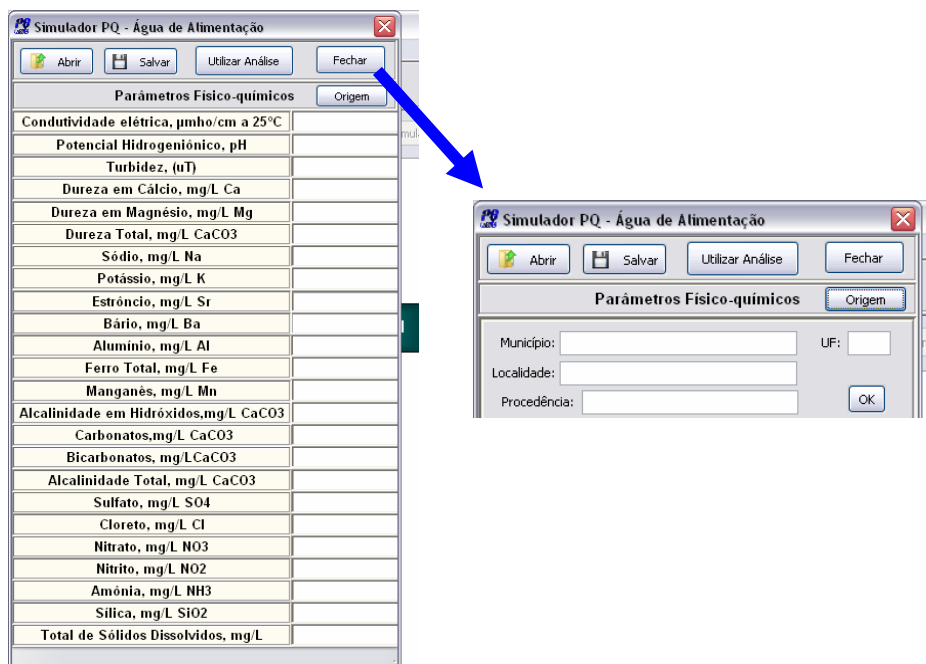 Simulador PQ - Água de Alimentação
Abrir Salvar Utilizar Análise Fechar
Parâmetros Físico-químicos Origem
Condutividade elétrica, µmho/cm a 25°C
Potencial Hidrogeniônico, pH
Turbidez, (uT)
Dureza em Cálcio, mg/L Ca
Dureza em Magnésio, mg/L Mg
Dureza Total, mg/L CaCO3
Sódio, mg/L Na
Potássio, mg/L K
Estrôncio, mg/L Sr
Bário, mg/L Ba
Alumínio, mg/L Al
Ferro Total, mg/L Fe
Manganês, mg/L Mn
Alcalinidade em Hidróxidos,mg/L CaCO3
Carbonatos,mg/L CaCO3
Bicarbonatos, mg/LCaCO3
Alcalinidade Total, mg/L CaCO3
Sulfato, mg/L SO4
Cloreto, mg/L Cl
Nitrato, mg/L NO3
Nitrito, mg/L NO2
Amônia, mg/L NH3
Sílica, mg/L SiO2
Total de Sólidos Dissolvidos, mg/L
Simulador PQ - Água de Alimentação
Abrir Salvar Utilizar Análise Fechar
Parâmetros Físico-químicos Origem
Município: UF:
Localidade:
Procedência: OK